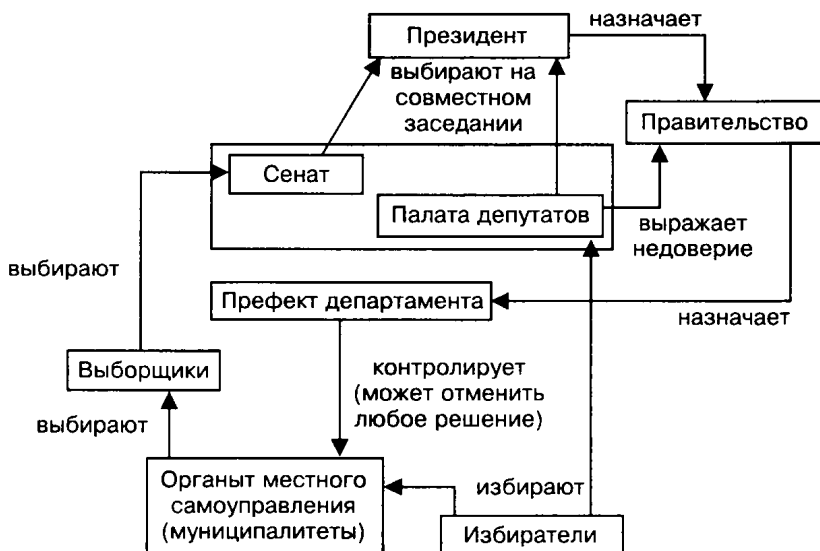 Президент
назначает
выбирают на
совместном
заседании
Правительство
Сенат
Палата депутатов
выражает
недоверие
выбирают
Префект департамента
назначает
Выборщики
контролирует
(может отменить
любое решение)
выбирают
Органыт местного
самоуправления
(муниципалитеты)
избирают
Избиратели